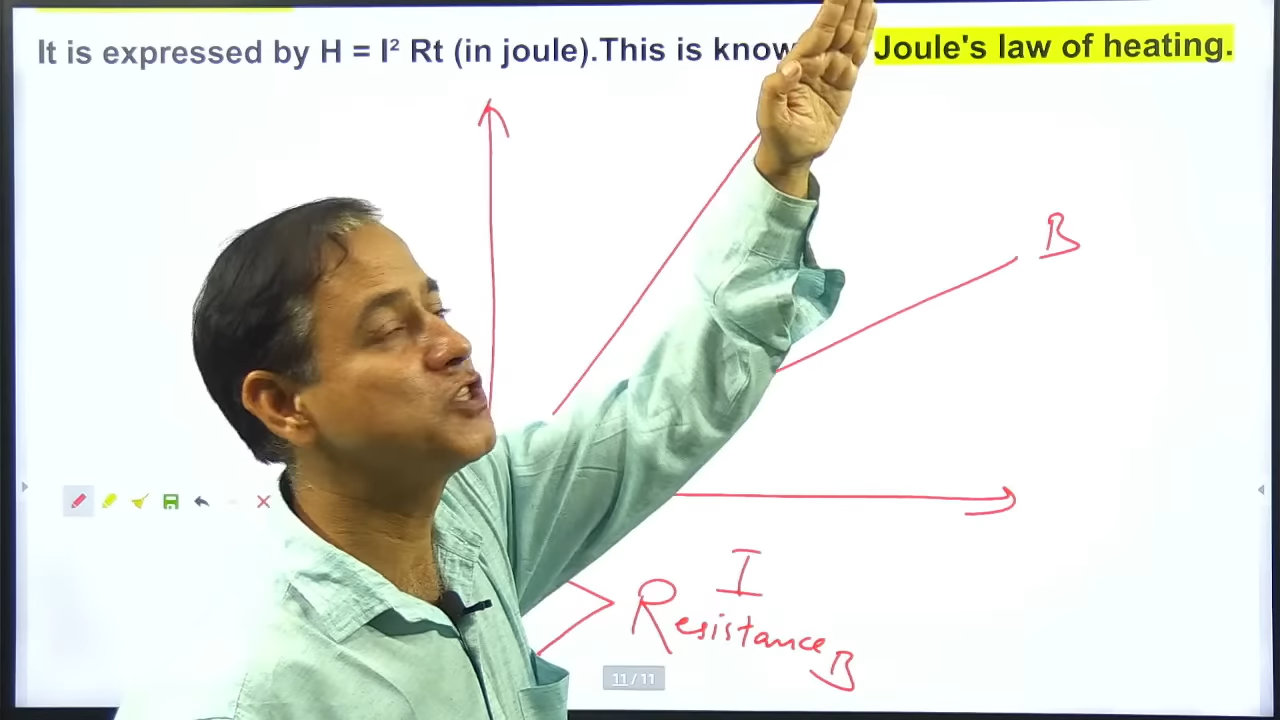 It is expressed by H = I² Rt (in joule).This is know Joule's law of heating.
B
I
> Resistance B
11 / 11